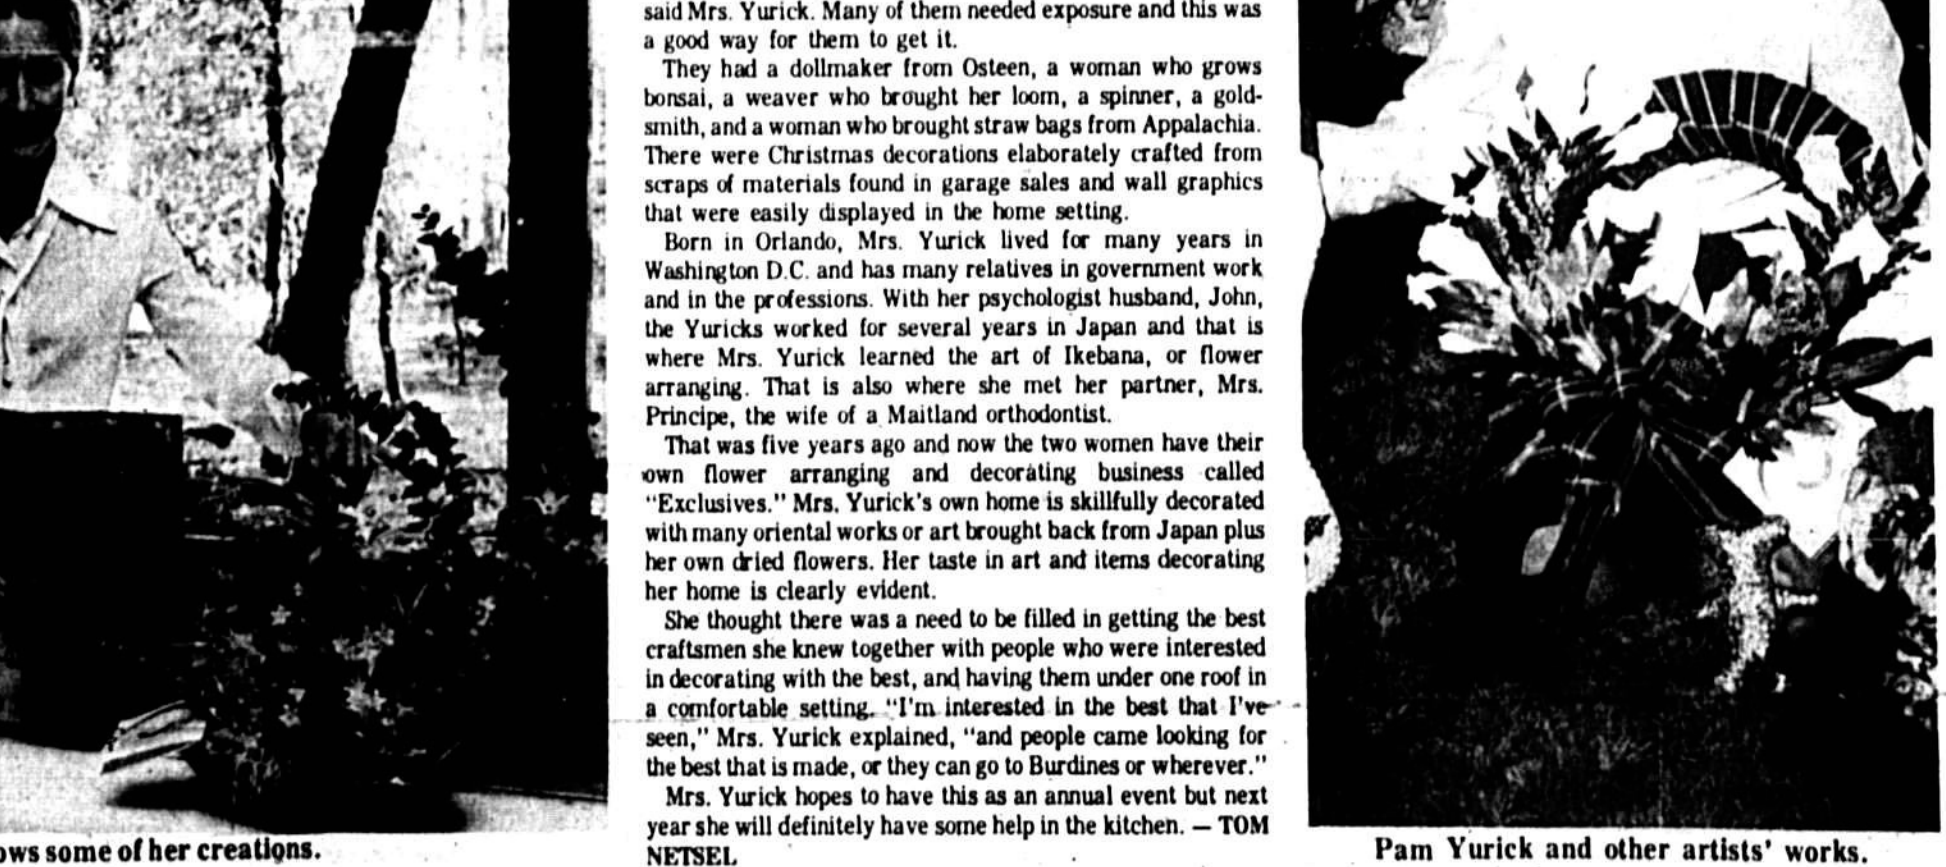 said Mrs. Yurick. Many of them needed exposure and this was
a good way for them to get it.
They had a dollmaker from Osteen, a woman who grows
bonsai, a weaver who brought her loom, a spinner, a gold-
smith, and a woman who brought straw bags from Appalachia.
There were Christmas decorations elaborately crafted from
scraps of materials found in garage sales and wall graphics
that were easily displayed in the home setting.
Born in Orlando, Mrs. Yurick lived for many years in
Washington D.C. and has many relatives in government work
and in the professions. With her psychologist husband, John,
the Yuricks worked for several years in Japan and that is
where Mrs. Yurick learned the art of Ikebana, or flower
arranging. That is also where she met her partner, Mrs.
Principe, the wife of a Maitland orthodontist.
That was five years ago and now the two women have their
own flower arranging and decorating business called
"Exclusives." Mrs. Yurick's own home is skillfully decorated
with many oriental works or art brought back from Japan plus
her own dried flowers. Her taste in art and items decorating
her home is clearly evident.
She thought there was a need to be filled in getting the best
craftsmen she knew together with people who were interested
in decorating with the best, and having them under one roof in
a comfortable setting. "I'm interested in the best that I've
seen," Mrs. Yurick explained, "and people came looking for
the best that is made, or they can go to Burdines or wherever."
Mrs. Yurick hopes to have this as an annual event but next
year she will definitely have some help in the kitchen. — TOM
NETSEL
ows some of her creations.
Pam Yurick and other artists' works.